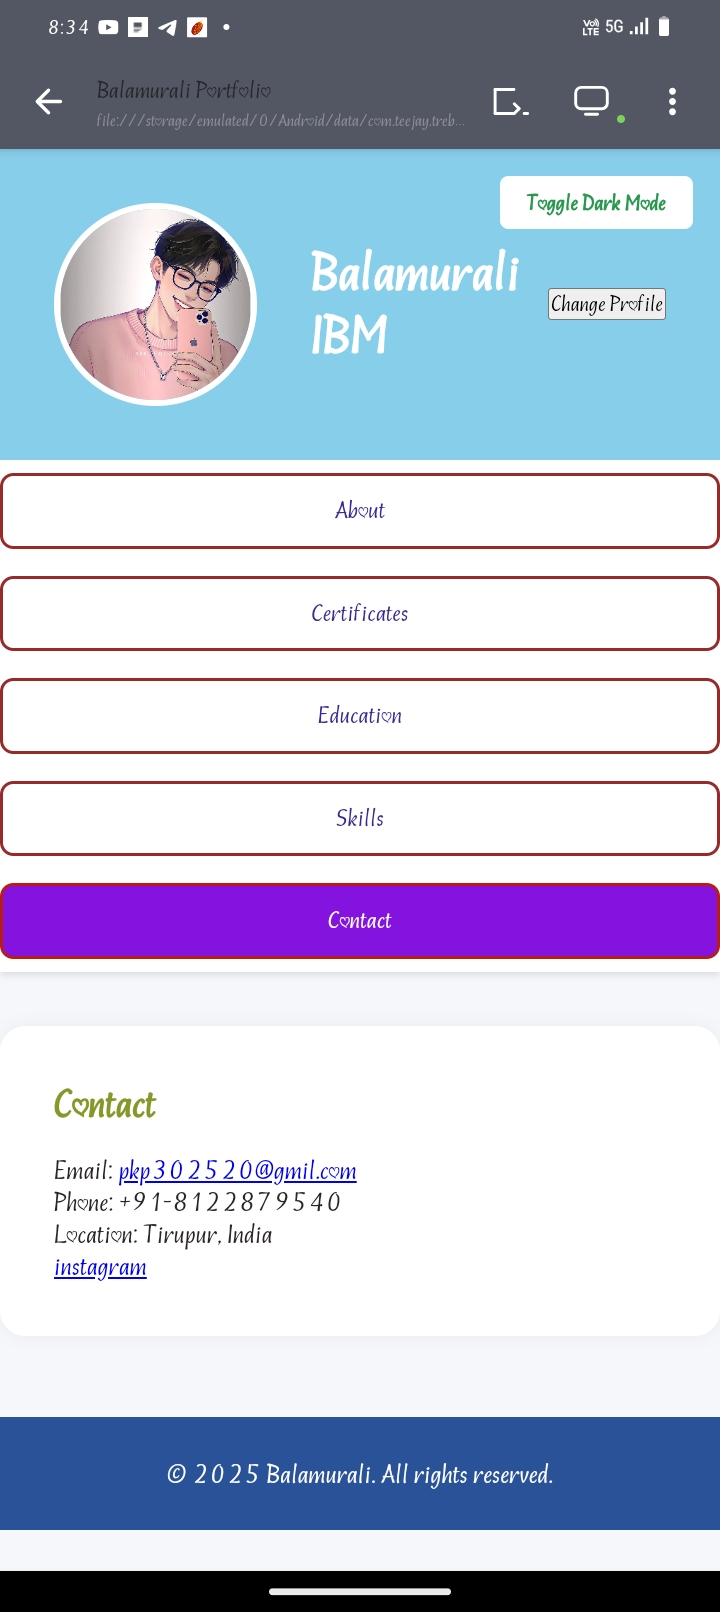 8:34
Vo) LTE 5G
Balamurali Portfolio
file:///storage/emulated/0/Android/data/com.teejay.treb...
Toggle Dark Mode
Balamurali
IBM
Change Profile
About
Certificates
Education
Skills
Contact
Contact
Email: pkp302520@gmil.com
Phone: +91-8122879540
Location: Tirupur, India
instagram
© 2025 Balamurali. All rights reserved.